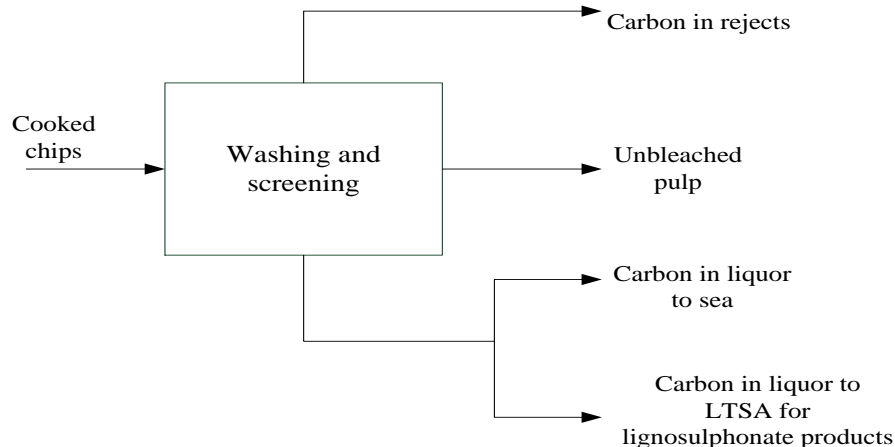 Carbon in rejects
Cooked
chips
Washing and
screening
Unbleached
pulp
Carbon in liquor
to sea
Carbon in liquor to
LTSA for
lignosulphonate products